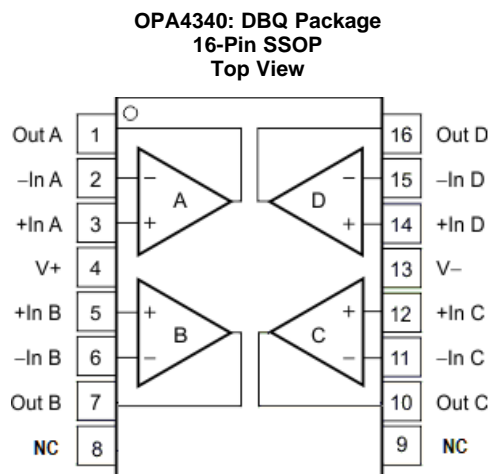 OPA4340: DBQ Package
16-Pin SSOP
Top View
Out A 1 16 Out D
–In A 2 – – 15 –In D
A D
+In A 3 + + 14 +In D
V+ 4 13 V–
+In B 5 + + 12 +In C
B C
–In B 6 – – 11 –In C
Out B 7 10 Out C
NC 8 9 NC